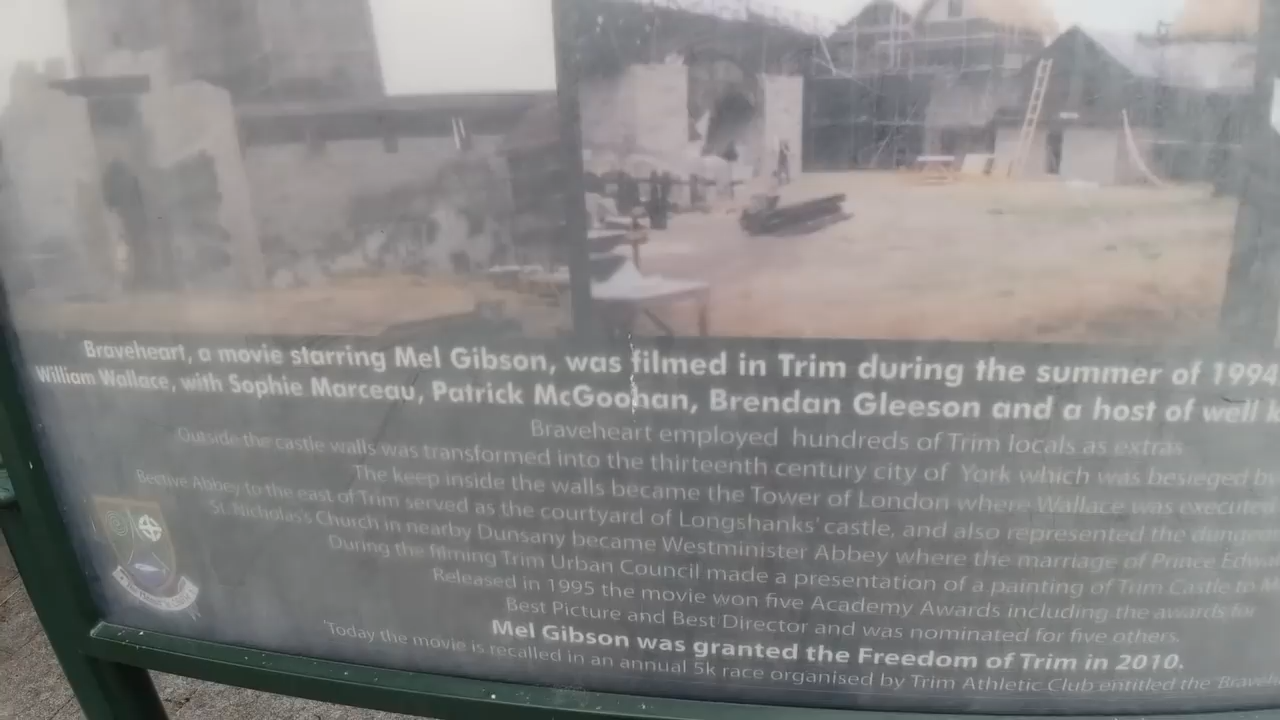 Braveheart, a movie starring Mel Gibson, was filmed in Trim during the summer of 1994
William Wallace, with Sophie Marceau, Patrick McGoohan, Brendan Gleeson and a host of well
Braveheart employed hundreds of Trim locals as extras
Outside the castle walls was transformed into the thirteenth century city of York which was besieged by
The keep inside the walls became the Tower of London where Wallace was executed
Bective Abbey to the east of Trim served as the courtyard of Longshanks' castle, and also represented the
St. Nicholas's Church in nearby Dunsany became Westminister Abbey where the marriage of Prince
During the filming Trim Urban Council made a presentation of a painting of Trim Castle to
Released in 1995 the movie won five Academy Awards including the awards for
Best Picture and Best Director and was nominated for five others.
Mel Gibson was granted the Freedom of Trim in 2010.
Today the movie is recalled in an annual 5k race organised by Trim Athletic Club entitled the